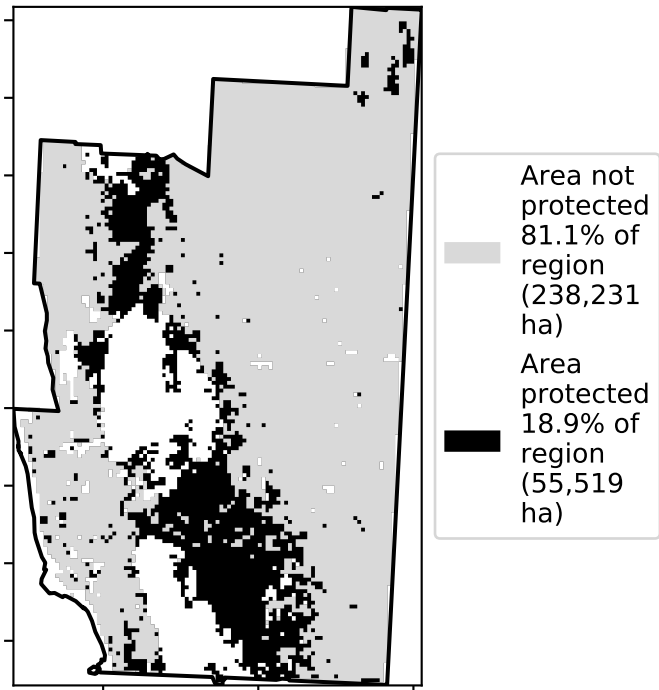 Area not
protected
81.1% of
region
(238,231
ha)
Area
protected
18.9% of
region
(55,519
ha)